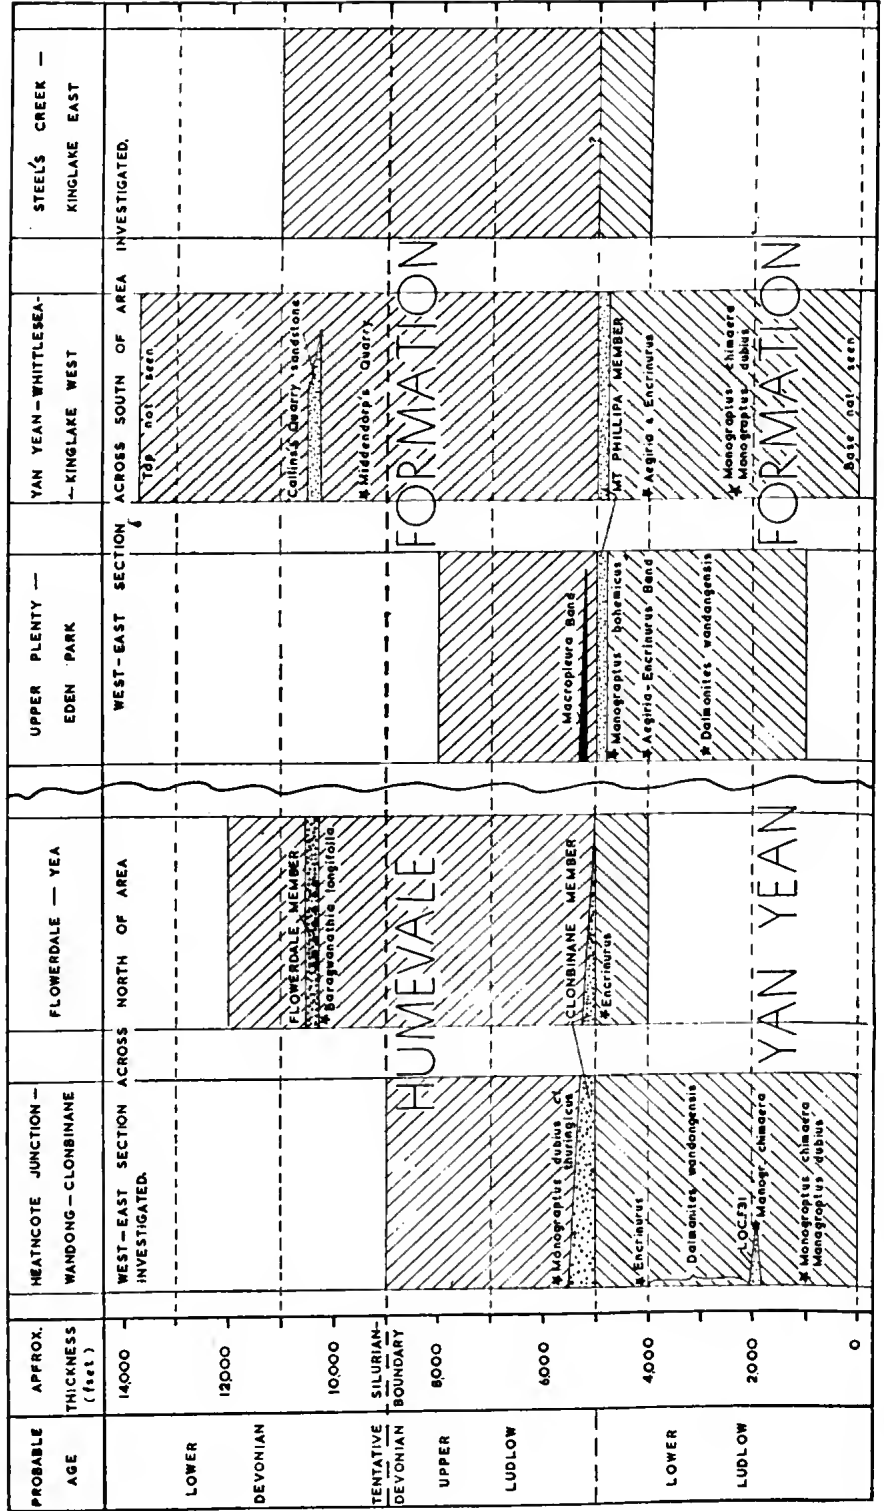 PROBABLE AGE
APFROX. THICKNESS (feet)
HEATNCOTE JUNCTION—
WANDONG—CLONBINANE
FLOWERDALE — YEA
UPPER PLENTY —
EDEN PARK
YAN YEAN—WHITTLESEA—
—KINGLAKE WEST
STEEL'S CREEK —
KINGLAKE EAST
WEST-EAST SECTION ACROSS NORTH OF AREA
INVESTIGATED.
WEST-EAST SECTION ACROSS SOUTH OF AREA INVESTIGATED.
14,000
12,000
10,000
8,000
6,000
4,000
2,000
0
LOWER
DEVONIAN
TENTATIVE SILURIAN-
DEVONIAN BOUNDARY
UPPER
LUDLOW
LOWER
LUDLOW
HUMEVALE FORMATION
YAN YEAN FORMATION
Monograptus dubius cf.
thuringicus
Encrinurus
Dalmanites wandongensis
LOC.F31
Monogr. chimaera
Monograptus chimaera
Monograptus dubius
FLOWERDALE MEMBER
Baragwanathia longifolia
CLONBINANE MEMBER
Encrinurus
Macropleura Band
Monograptus bohemicus
Aegiria-Encrinurus Band
Dalmanites wandongensis
Top not seen
Collins's Quarry sandstone
Middendorp's Quarry
MT PHILLIPA MEMBER
Aegiria & Encrinurus
Monograptus chimaera
Monograptus dubius
Base not seen
?